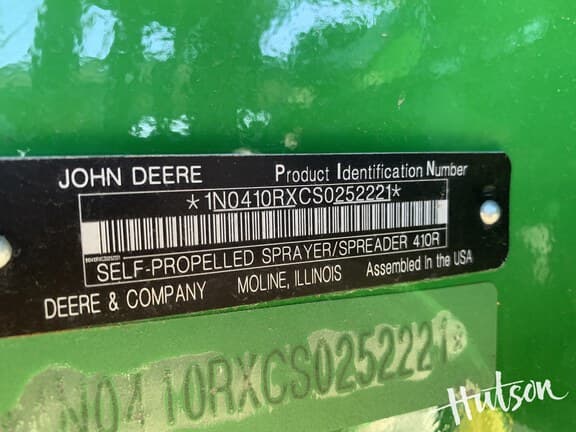 JOHN DEERE Product Identification Number
*1N0410RXCS0252221*
SELF-PROPELLED SPRAYER/SPREADER 410R
DEERE & COMPANY MOLINE, ILLINOIS Assembled in the USA
N0410RXCS0252221*
Hutson